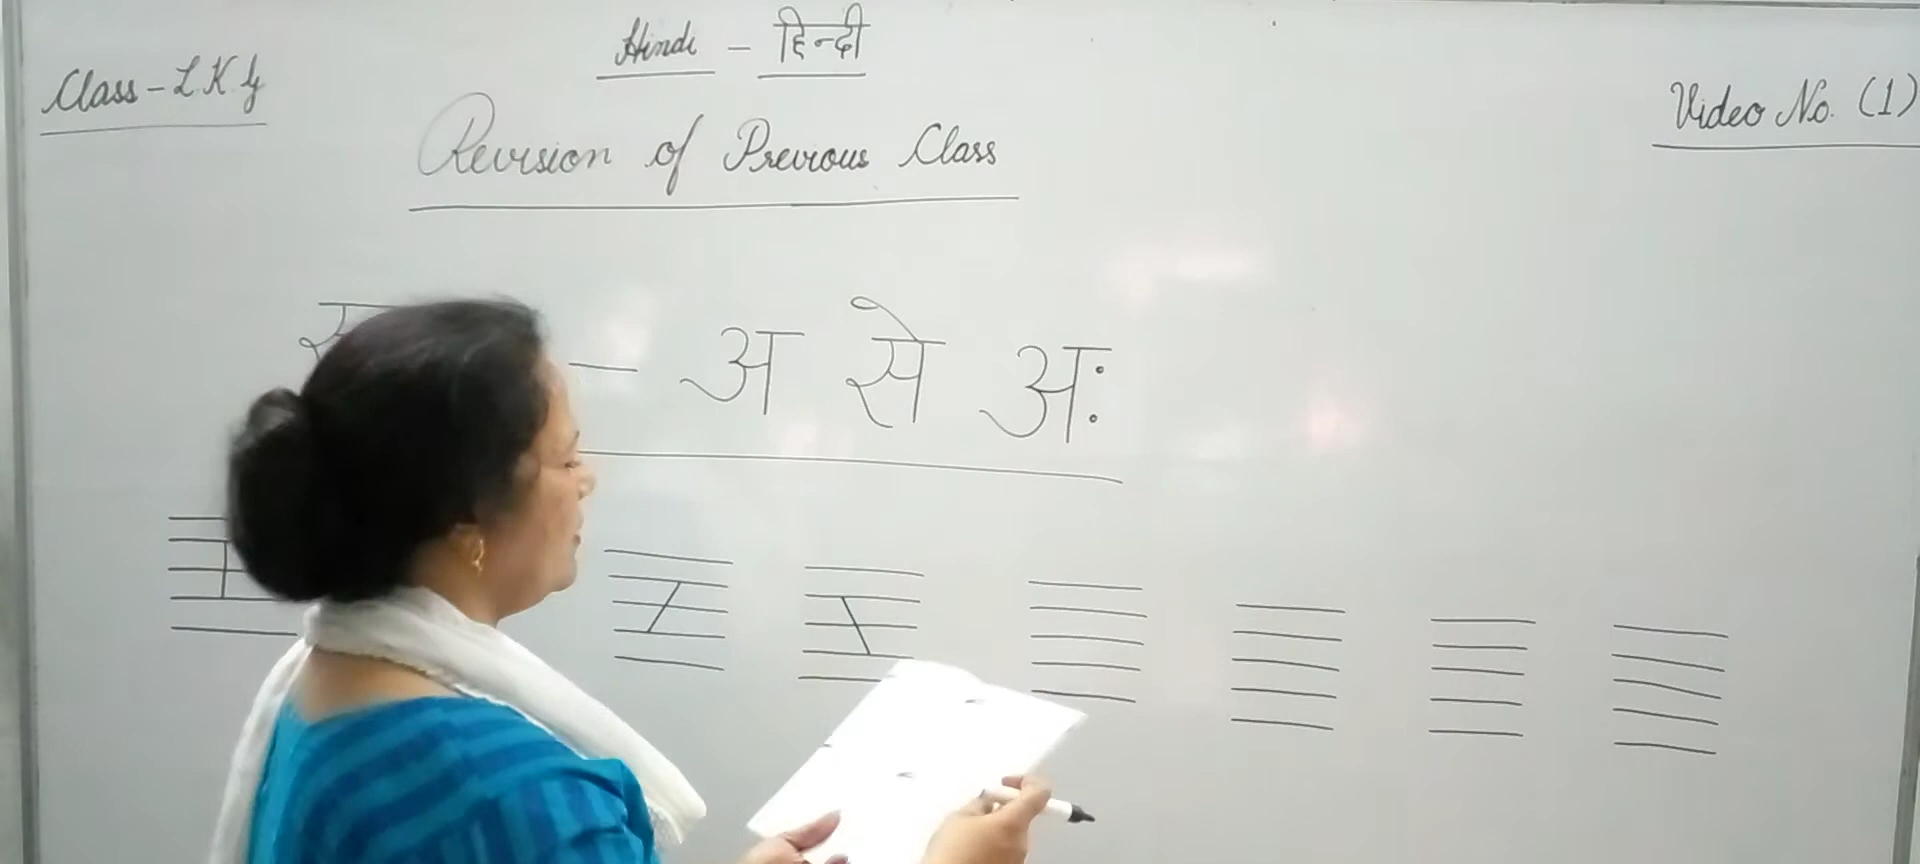 Hindi - हिन्दी
Class - L.K.G
Video No. (1)
Revision of Previous Class
- अ से अः